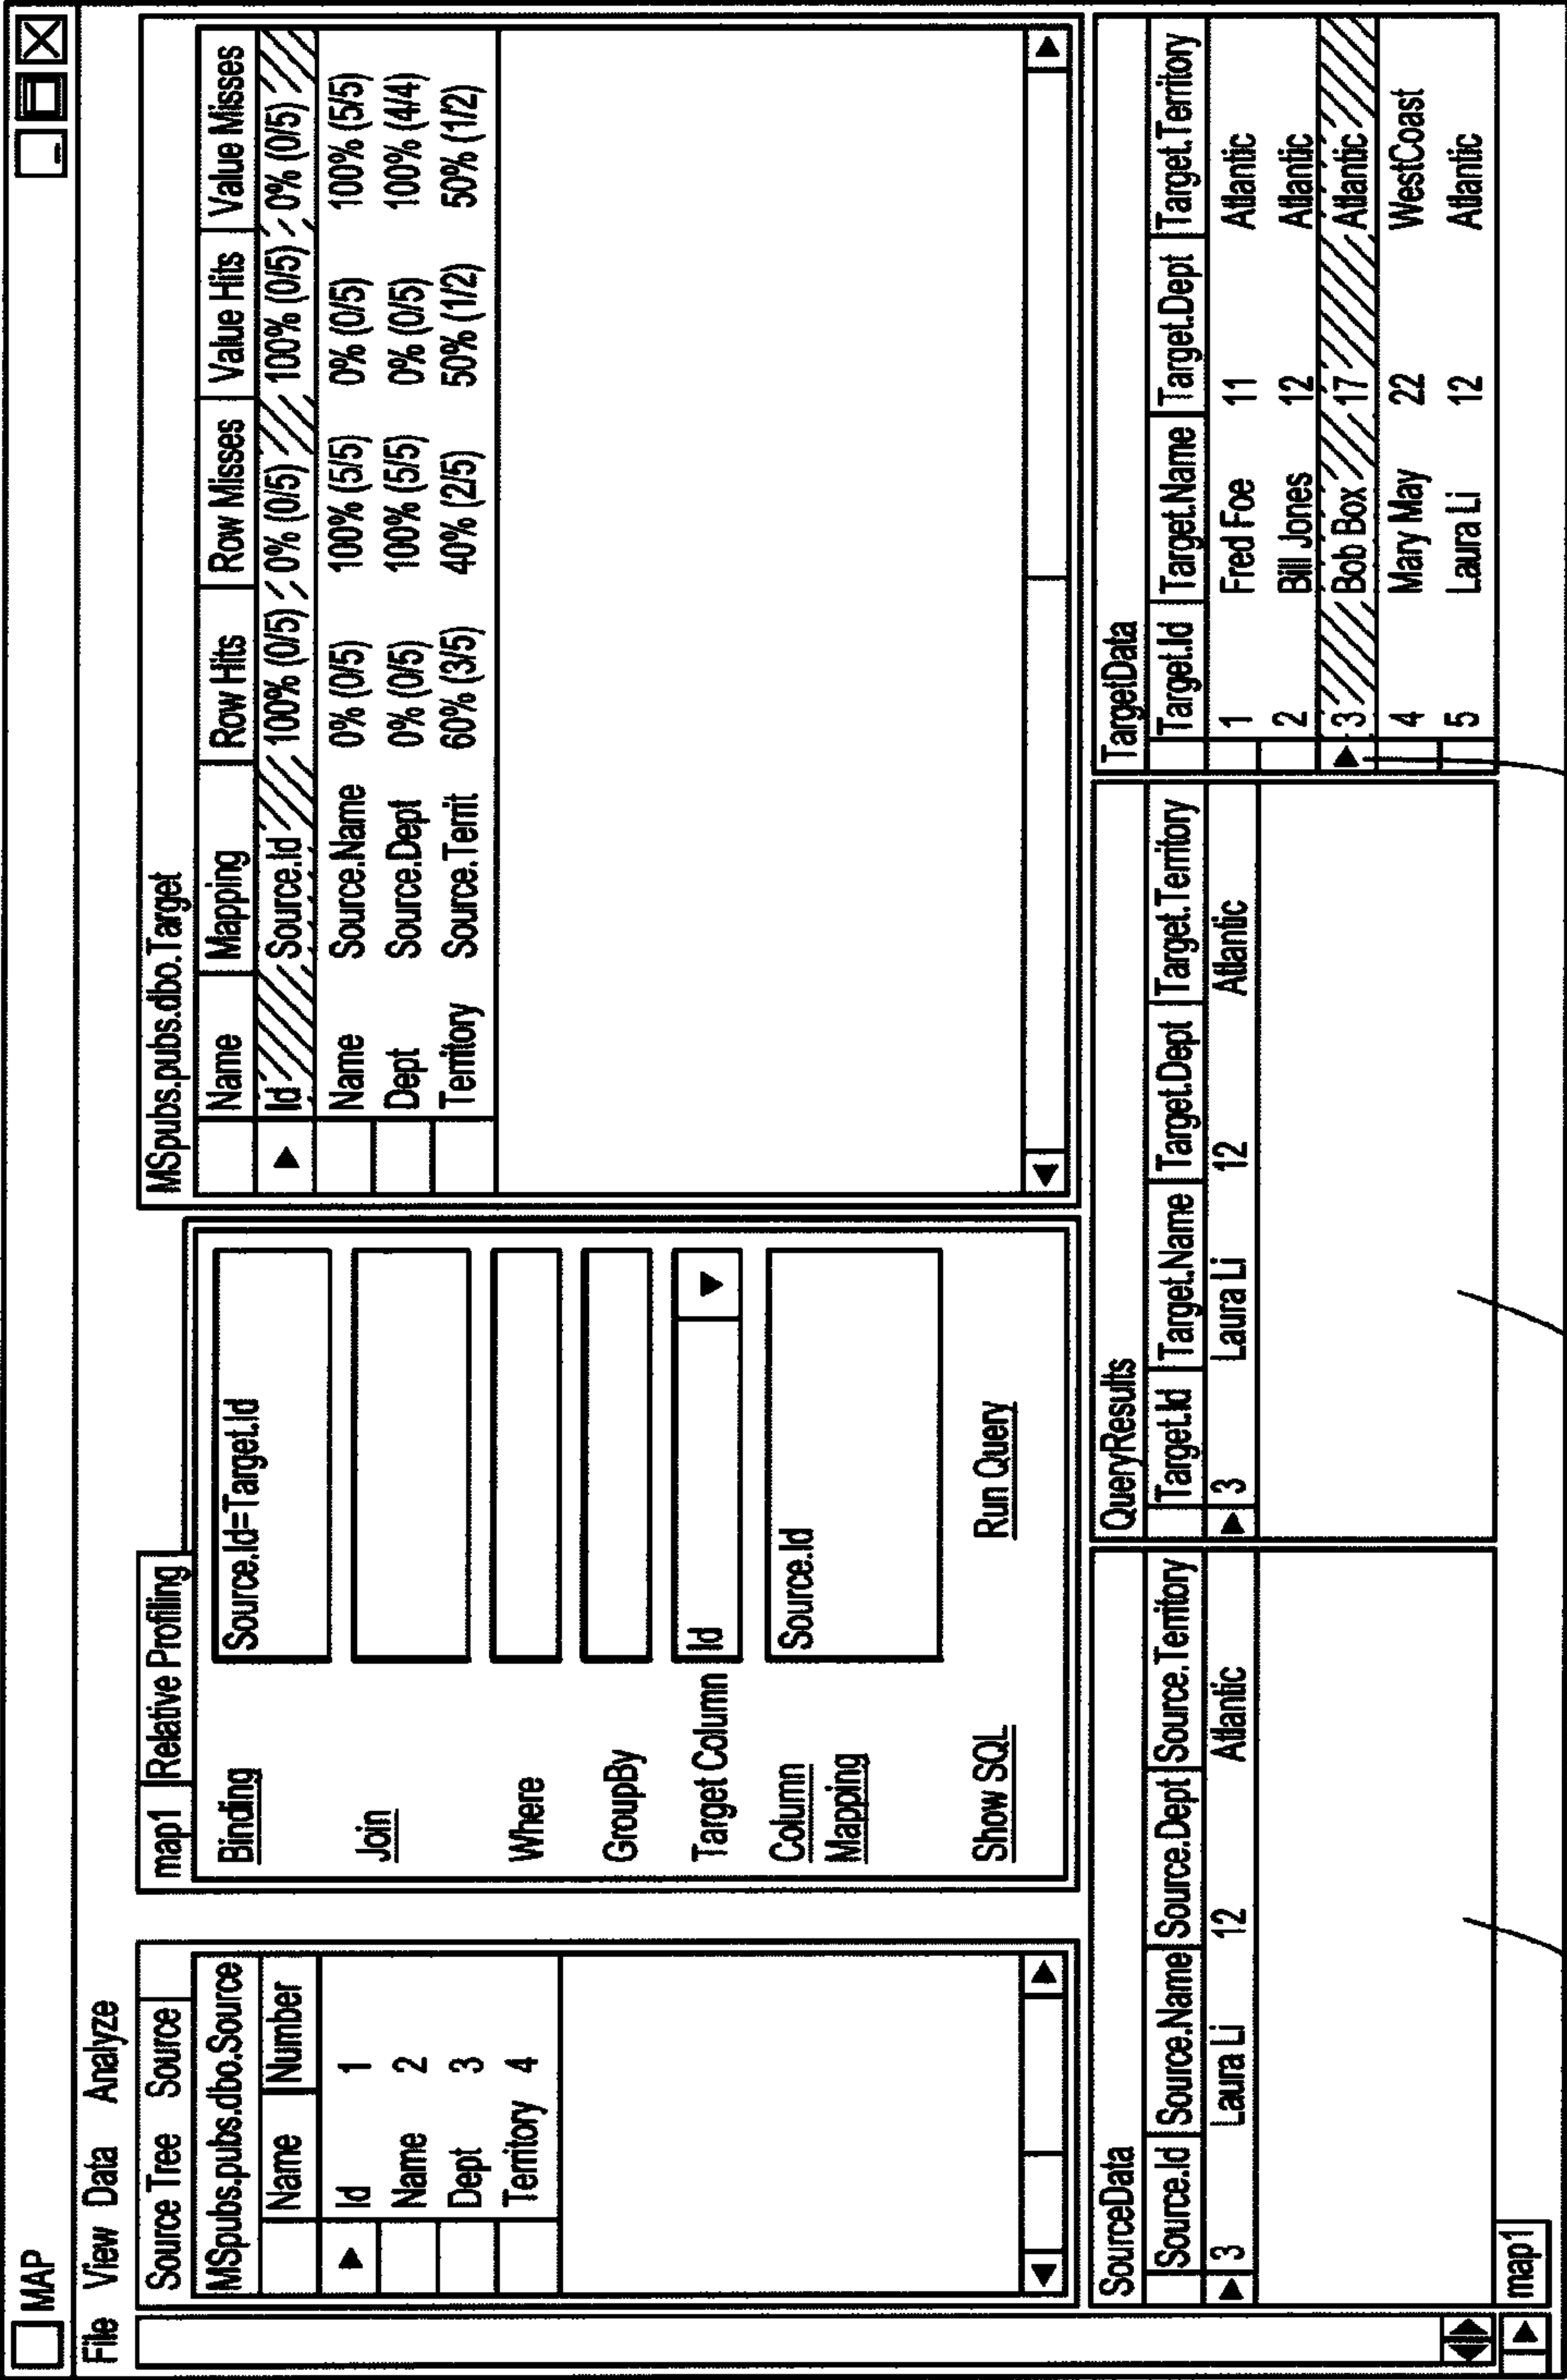 MAP
File View Data Analyze
Source Tree Source
MSpubs.pubs.dbo.Source
Name Number
Id 1
Name 2
Dept 3
Territory 4
map1 Relative Profiling
Binding Source.Id=Target.Id
Join
Where
GroupBy
Target Column Id
Column Mapping Source.Id
Show SQL Run Query
MSpubs.pubs.dbo.Target
Name Mapping Row Hits Row Misses Value Hits Value Misses
Id Source.Id 100% (0/5) 0% (0/5) 100% (0/5) 0% (0/5)
Name Source.Name 0% (0/5) 100% (5/5) 0% (0/5) 100% (5/5)
Dept Source.Dept 0% (0/5) 100% (5/5) 0% (0/5) 100% (4/4)
Territory Source.Territ 60% (3/5) 40% (2/5) 50% (1/2) 50% (1/2)
SourceData
Source.Id Source.Name Source.Dept Source.Territory
3 Laura Li 12 Atlantic
QueryResults
Target.Id Target.Name Target.Dept Target.Territory
3 Laura Li 12 Atlantic
TargetData
Target.Id Target.Name Target.Dept Target.Territory
1 Fred Foe 11 Atlantic
2 Bill Jones 12 Atlantic
3 Bob Box 17 Atlantic
4 Mary May 22 WestCoast
5 Laura Li 12 Atlantic
map1